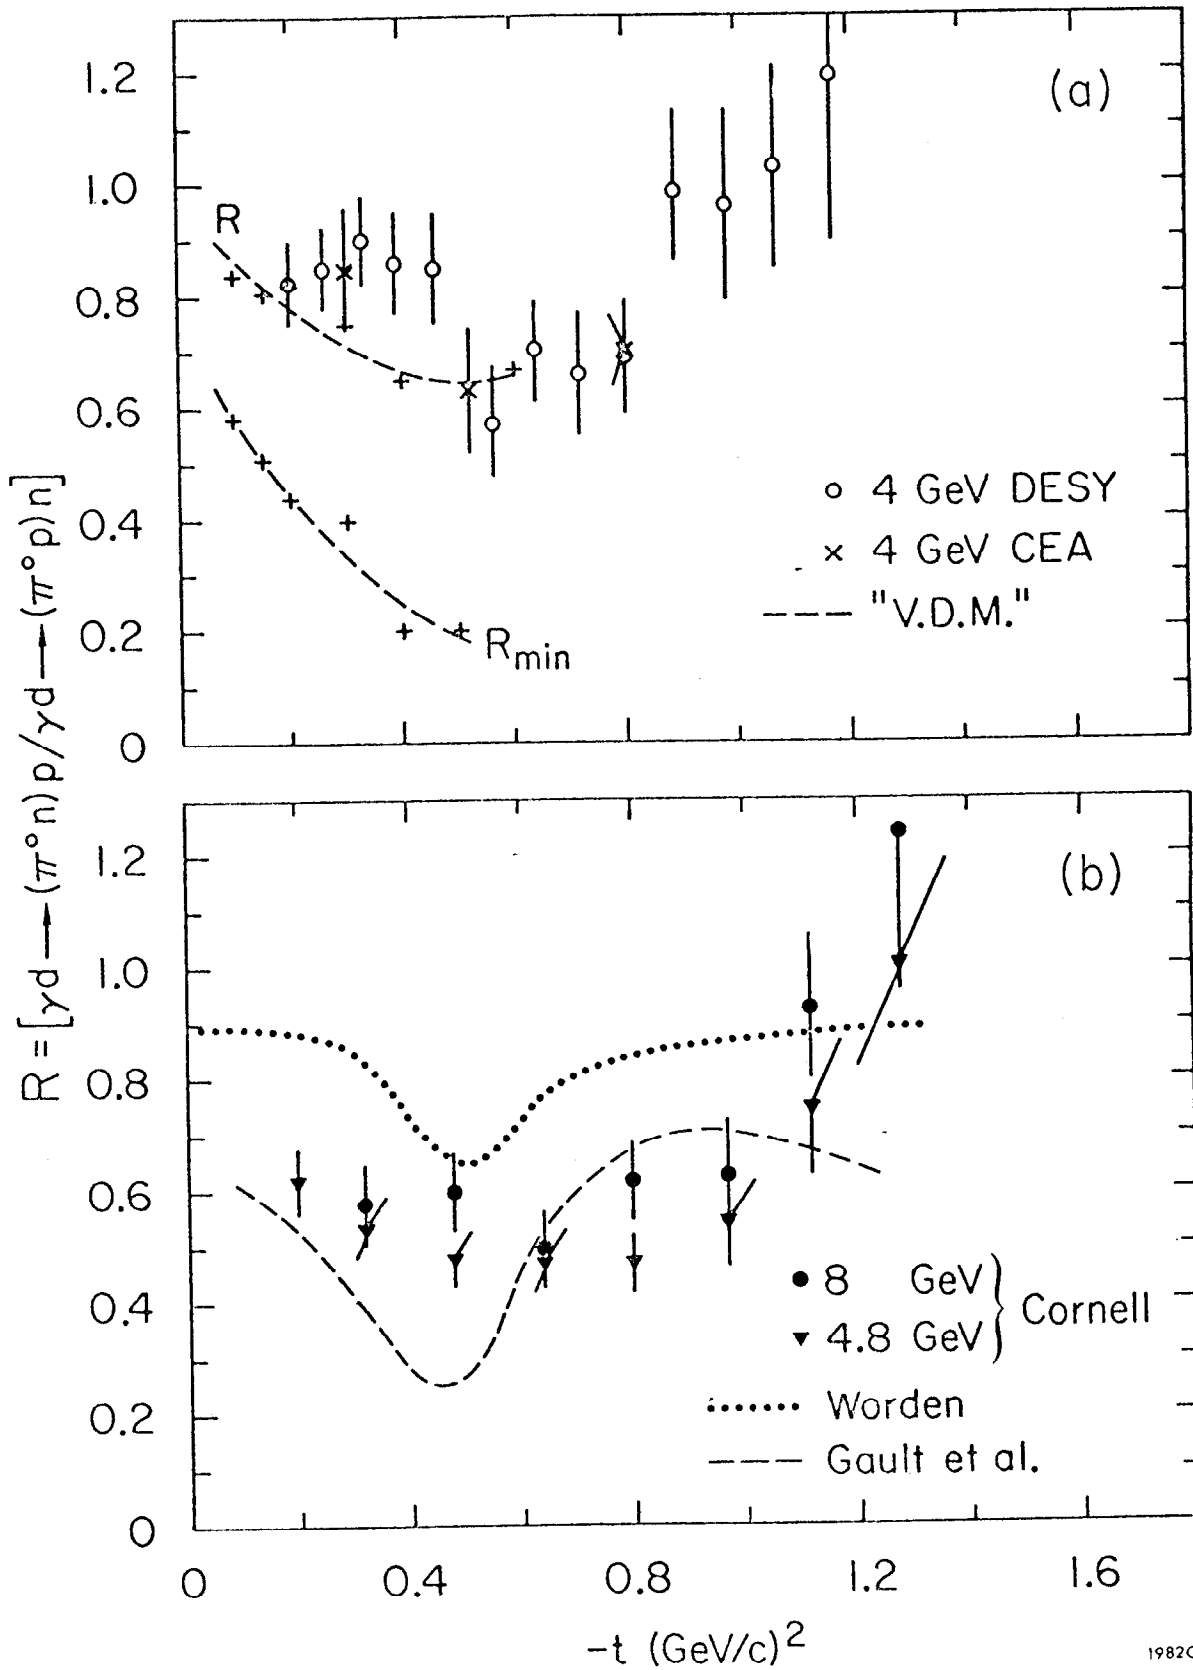 R = [γd→(π°n)p/γd→(π°p)n]
(a)
1.2
1.0
0.8
0.6
0.4
0.2
0
R
R min
4 GeV DESY
4 GeV CEA
"V.D.M."
(b)
1.2
1.0
0.8
0.6
0.4
0.2
0
8 GeV
4.8 GeV
Cornell
Worden
Gault et al.
0 0.4 0.8 1.2 1.6
-t (GeV/c)²
1982C